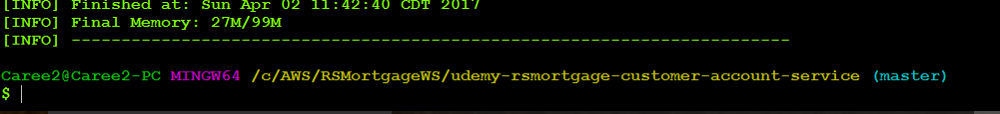 [INFO] Finished at: Sun Apr 02 11:42:40 CDT 2017
[INFO] Final Memory: 27M/99M
[INFO] ------------------------------------------------------------------------
Caree2@Caree2-PC MINGW64 /c/AWS/RSMortgageWS/udemy-rsmortgage-customer-account-service (master)
$